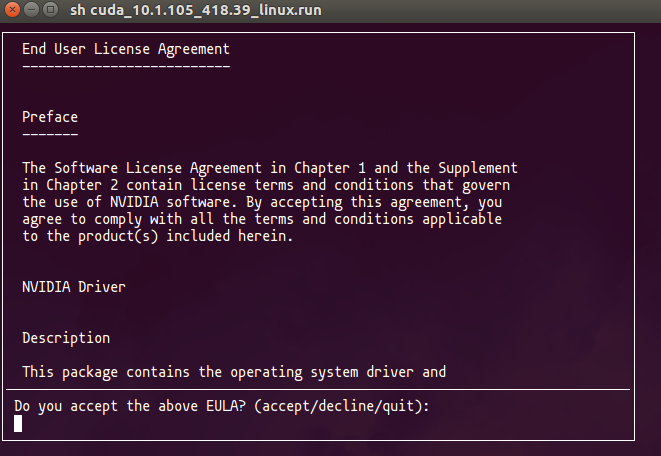 sh cuda_10.1.105_418.39_linux.run
End User License Agreement
--------------------------
Preface
-------
The Software License Agreement in Chapter 1 and the Supplement
in Chapter 2 contain license terms and conditions that govern
the use of NVIDIA software. By accepting this agreement, you
agree to comply with all the terms and conditions applicable
to the product(s) included herein.
NVIDIA Driver
Description
This package contains the operating system driver and
Do you accept the above EULA? (accept/decline/quit):